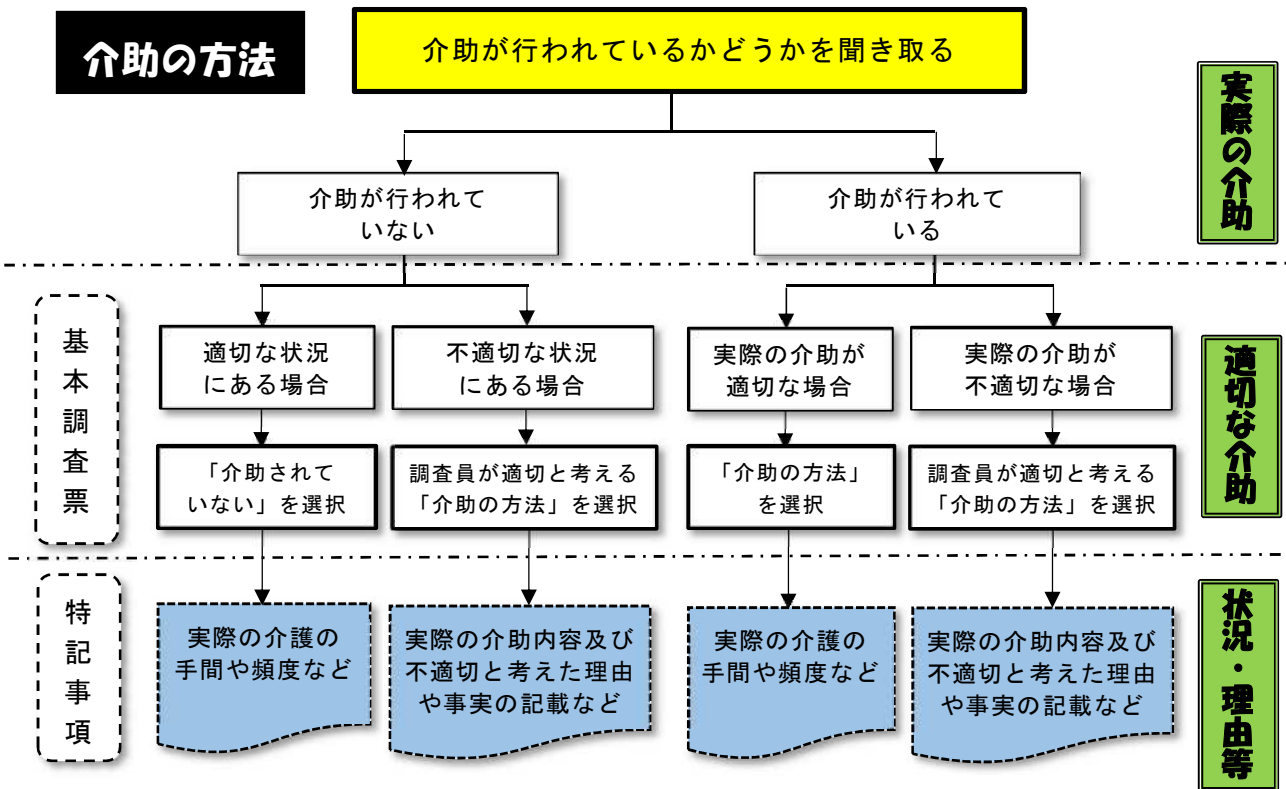 介助の方法
介助が行われているかどうかを聞き取る
実際の介助
介助が行われて
いない
介助が行われて
いる
基本調査票
適切な状況
にある場合
不適切な状況
にある場合
実際の介助が
適切な場合
実際の介助が
不適切な場合
適切な介助
「介助されて
いない」を選択
調査員が適切と考える
「介助の方法」を選択
「介助の方法」
を選択
調査員が適切と考える
「介助の方法」を選択
特記事項
実際の介護の
手間や頻度など
実際の介助内容及び
不適切と考えた理由
や事実の記載など
実際の介護の
手間や頻度など
実際の介助内容及び
不適切と考えた理由
や事実の記載など
状況・理由等